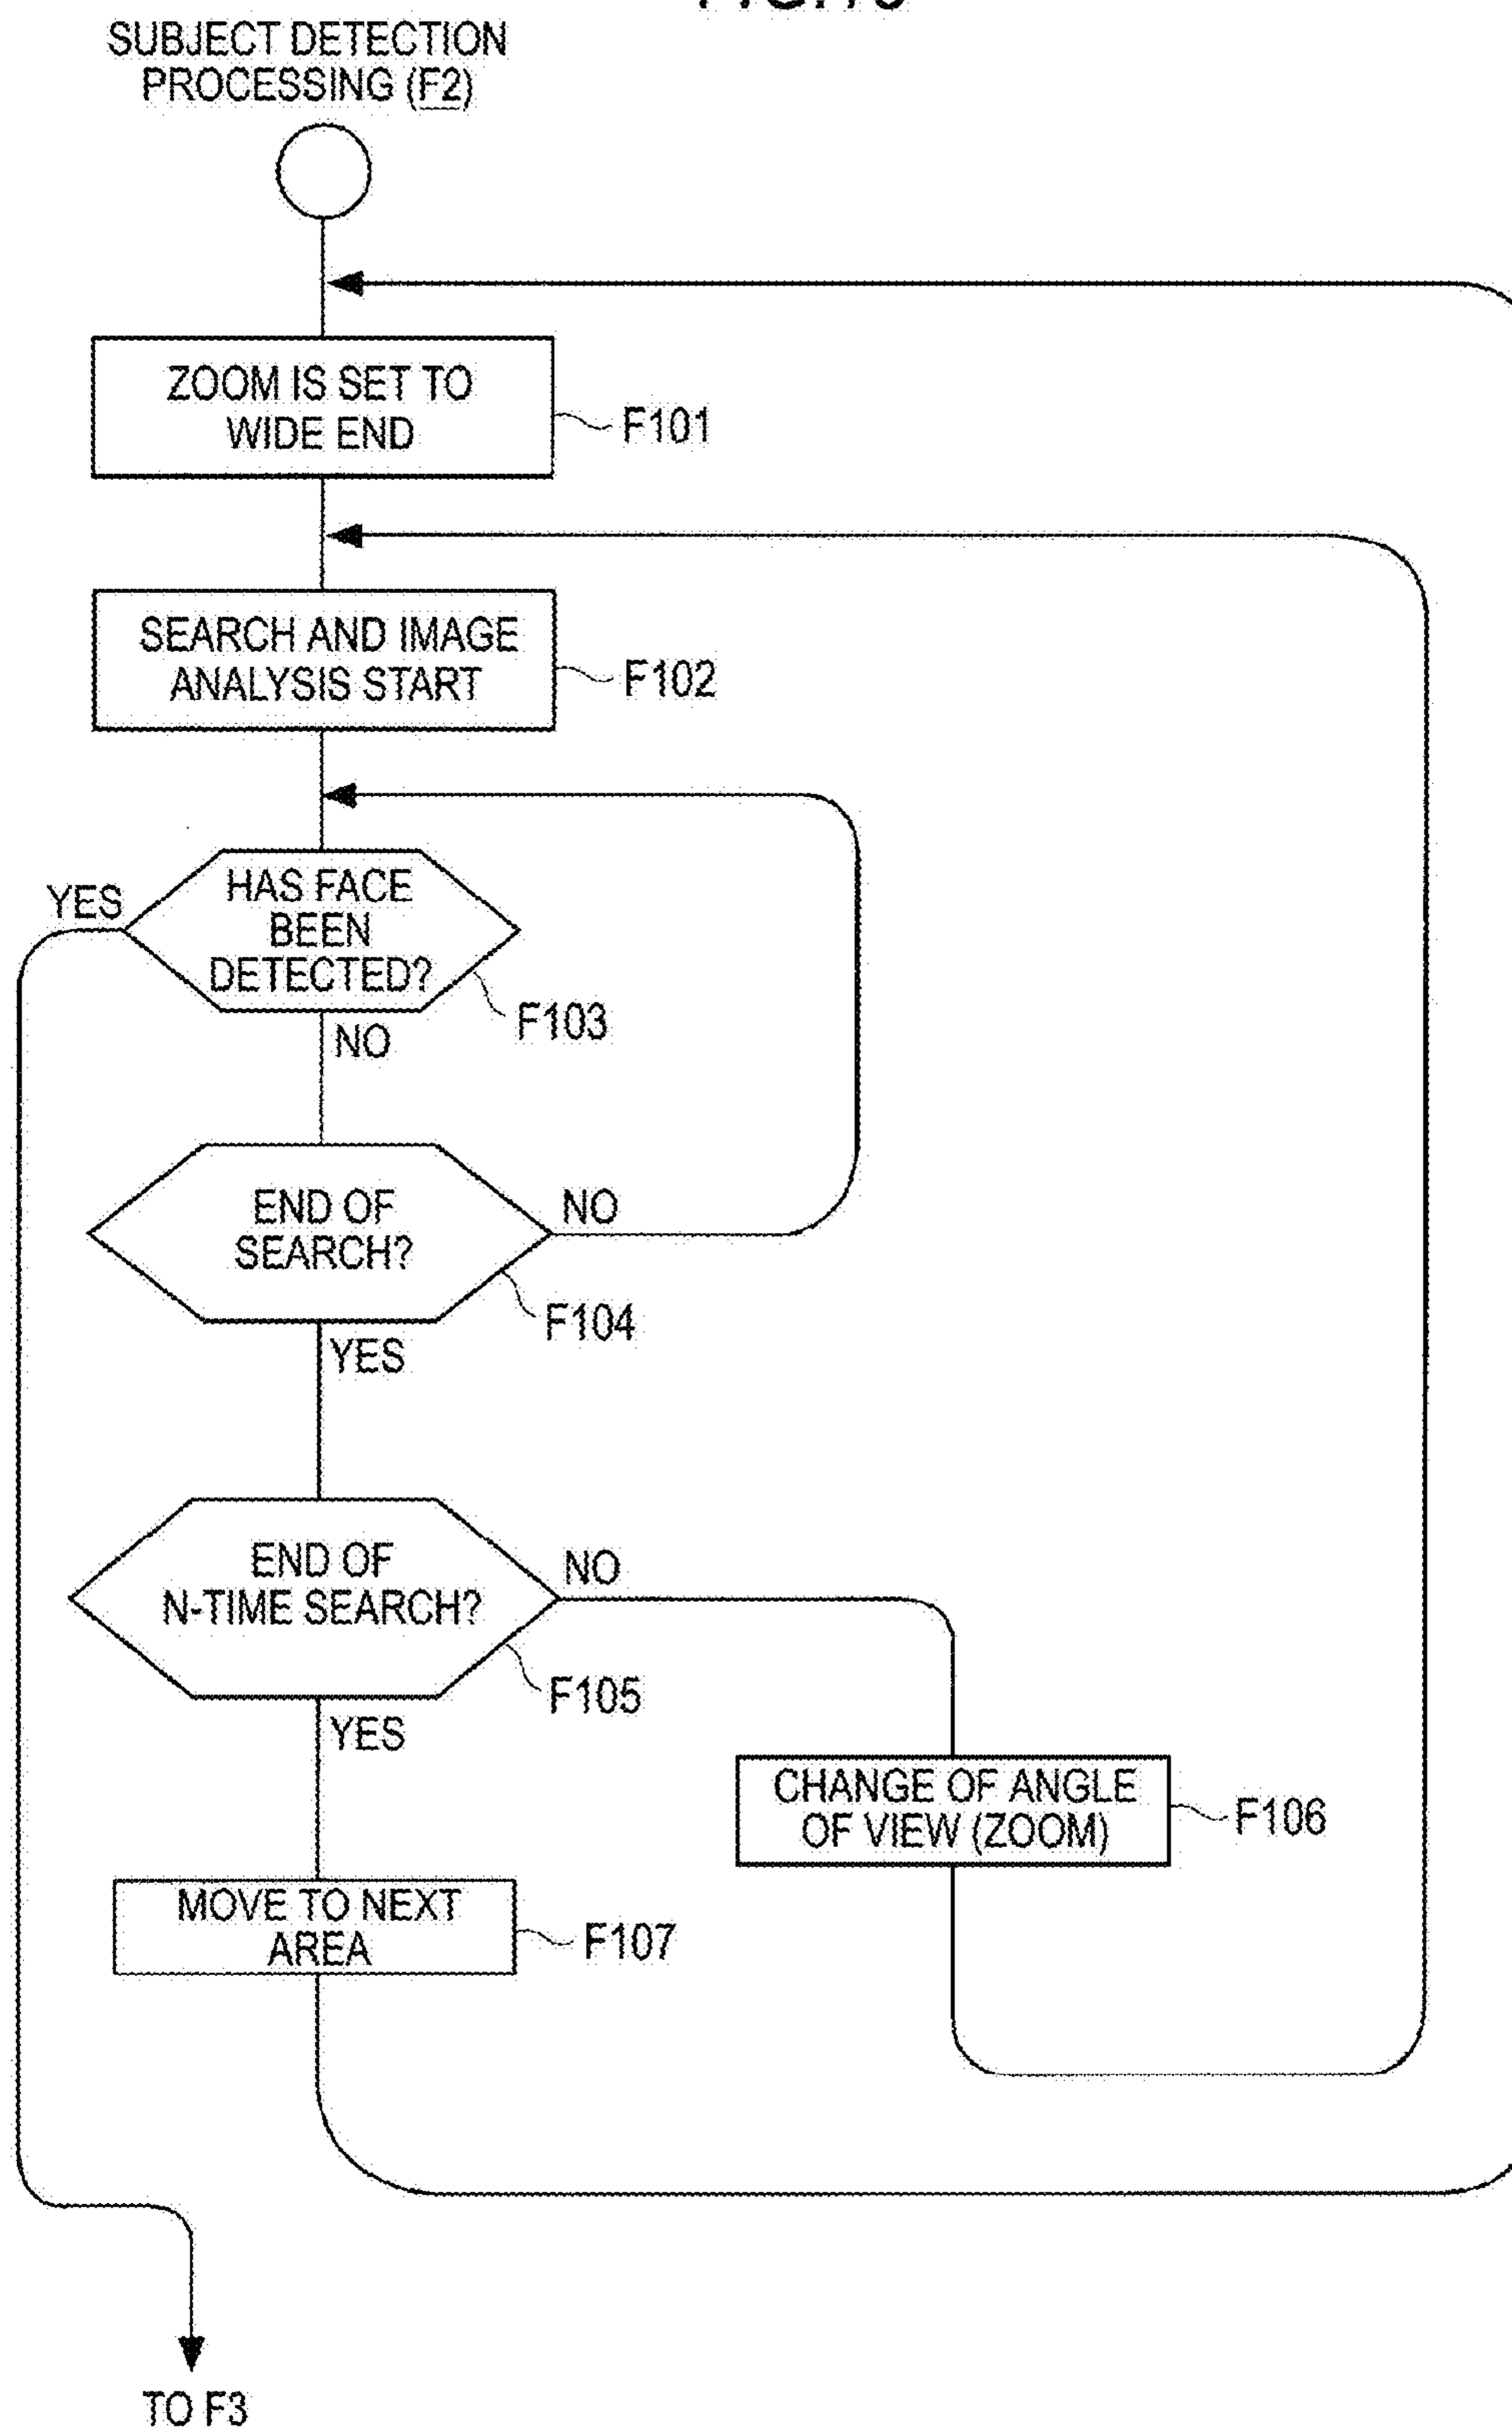 SUBJECT DETECTION
PROCESSING (F2)
ZOOM IS SET TO
WIDE END
F101
SEARCH AND IMAGE
ANALYSIS START
F102
YES
HAS FACE
BEEN
DETECTED?
F103
NO
END OF
SEARCH?
NO
F104
YES
END OF
N-TIME SEARCH?
NO
F105
YES
CHANGE OF ANGLE
OF VIEW (ZOOM)
F106
MOVE TO NEXT
AREA
F107
TO F3